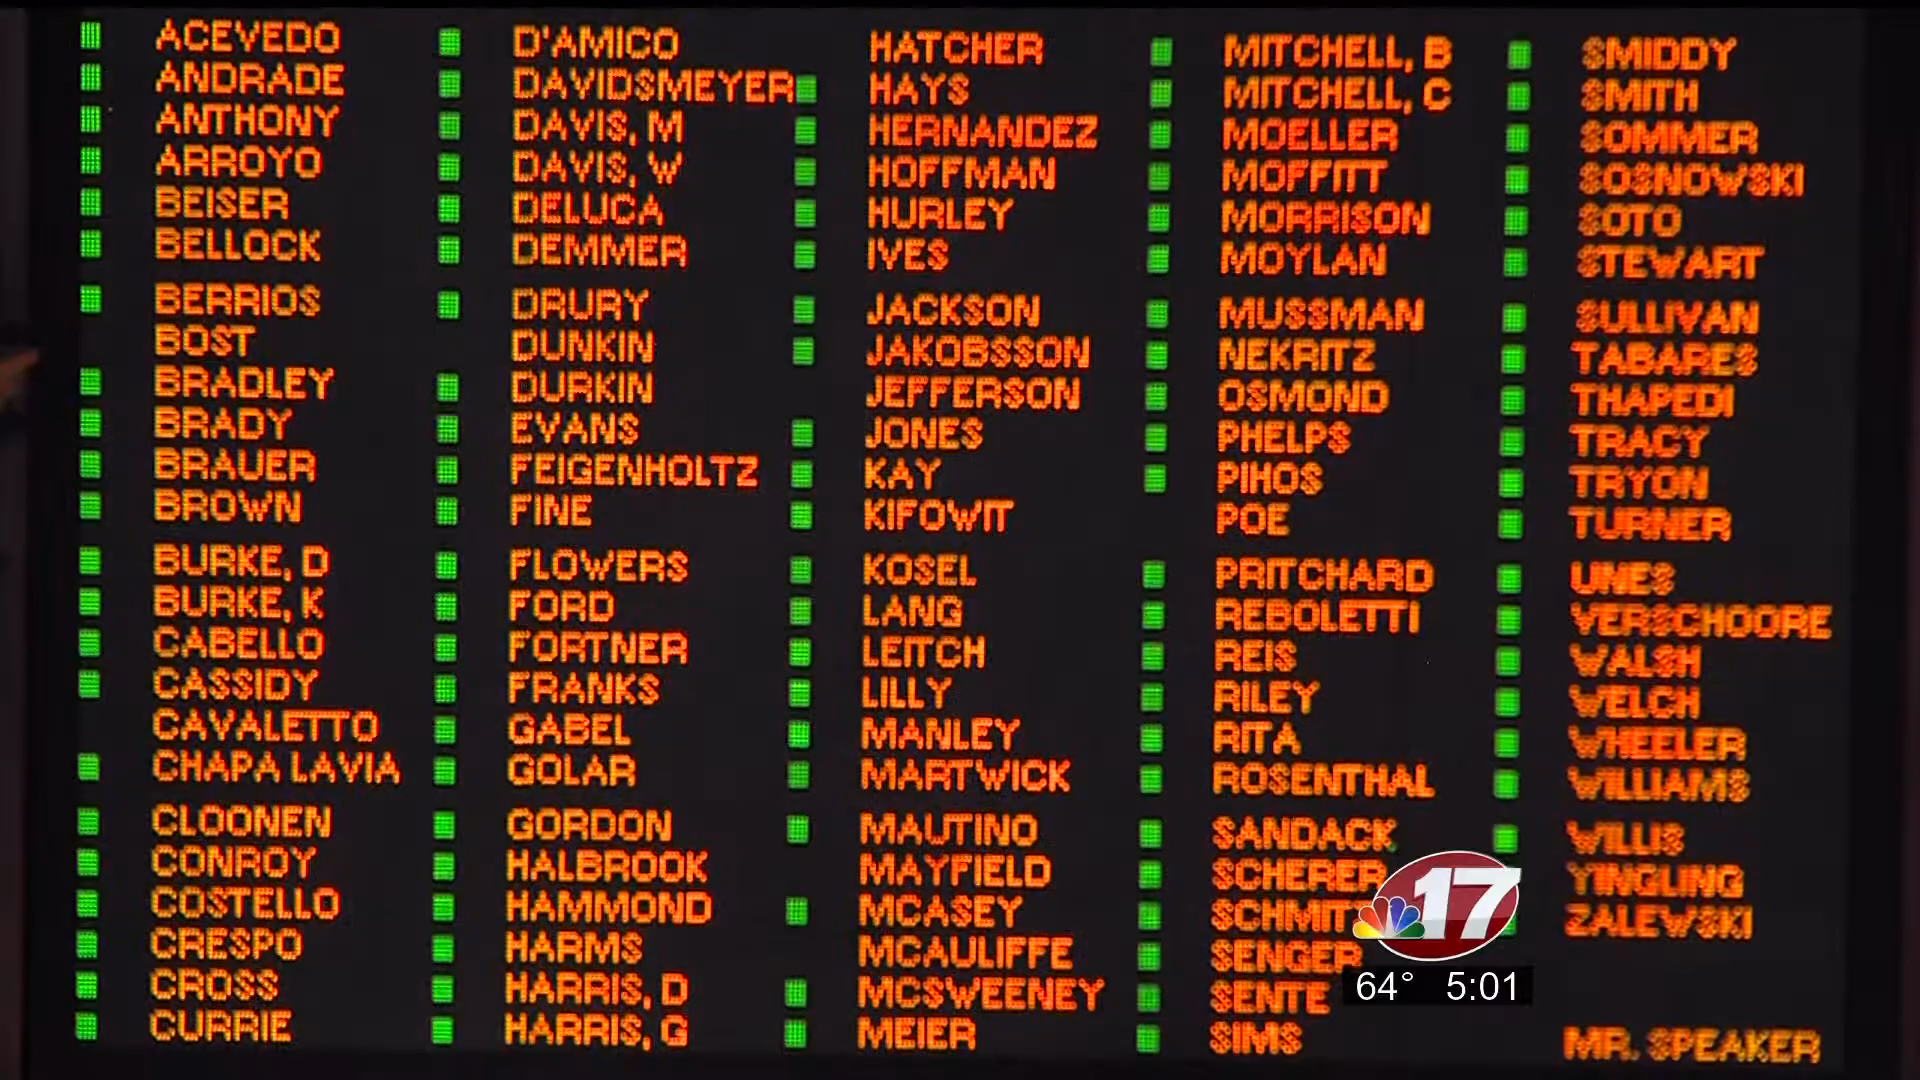 ACEVEDO
ANDRADE
ANTHONY
ARROYO
BEISER
BELLOCK
BERRIOS
BOST
BRADLEY
BRADY
BRAUER
BROWN
BURKE, D
BURKE, K
CABELLO
CASSIDY
CAVALETTO
CHAPA LAVIA
CLOONEN
CONROY
COSTELLO
CRESPO
CROSS
CURRIE
D'AMICO
DAVIDSMEYER
DAVIS, M
DAVIS, W
DELUCA
DEMMER
DRURY
DUNKIN
DURKIN
EVANS
FEIGENHOLTZ
FINE
FLOWERS
FORD
FORTNER
FRANKS
GABEL
GOLAR
GORDON
HALBROOK
HAMMOND
HARMS
HARRIS, D
HARRIS, G
HATCHER
HAYS
HERNANDEZ
HOFFMAN
HURLEY
IVES
JACKSON
JAKOBSSON
JEFFERSON
JONES
KAY
KIFOWIT
KOSEL
LANG
LEITCH
LILLY
MANLEY
MARTWICK
MAUTINO
MAYFIELD
MCASEY
MCAULIFFE
MCSWEENEY
MEIER
MITCHELL, B
MITCHELL, C
MOELLER
MOFFITT
MORRISON
MOYLAN
MUSSMAN
NEKRITZ
OSMOND
PHELPS
PIHOS
POE
PRITCHARD
REBOLETTI
REIS
RILEY
RITA
ROSENTHAL
SANDACK
SCHERER
SCHMIT
SENGER
SENTE
SIMS
SMIDDY
SMITH
SOMMER
SOSNOWSKI
SOTO
STEWART
SULLIVAN
TABARES
THAPEDI
TRACY
TRYON
TURNER
UNES
VERSCHOORE
WALSH
WELCH
WHEELER
WILLIAMS
WILLIS
YINGLING
ZALEWSKI
MR. SPEAKER
17
64° 5:01